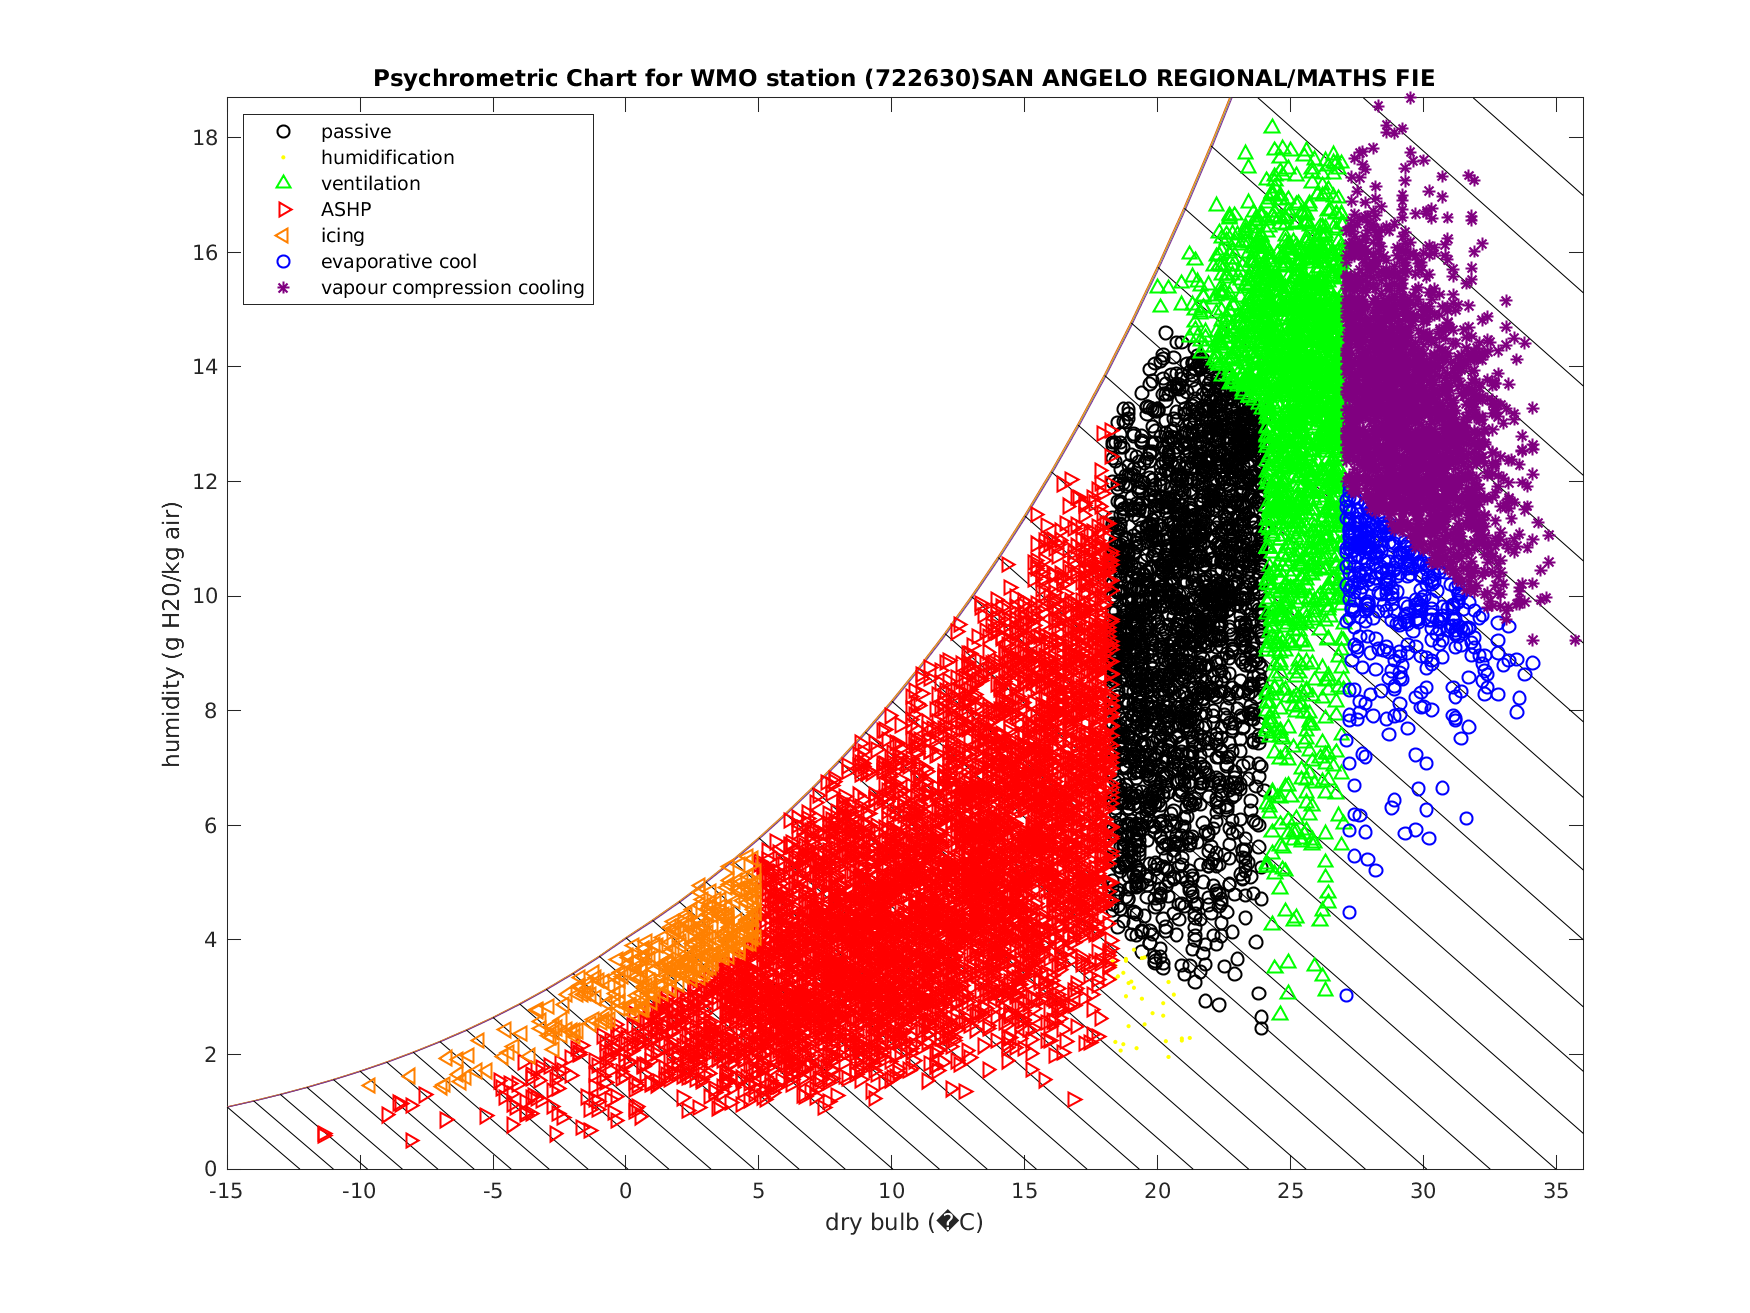 Psychrometric Chart for WMO station (722630)SAN ANGELO REGIONAL/MATHS FIE
passive
humidification
ventilation
ASHP
icing
evaporative cool
vapour compression cooling
humidity (g H20/kg air)
18
16
14
12
10
8
6
4
2
0
-15 -10 -5 0 5 10 15 20 25 30 35
dry bulb (�C)